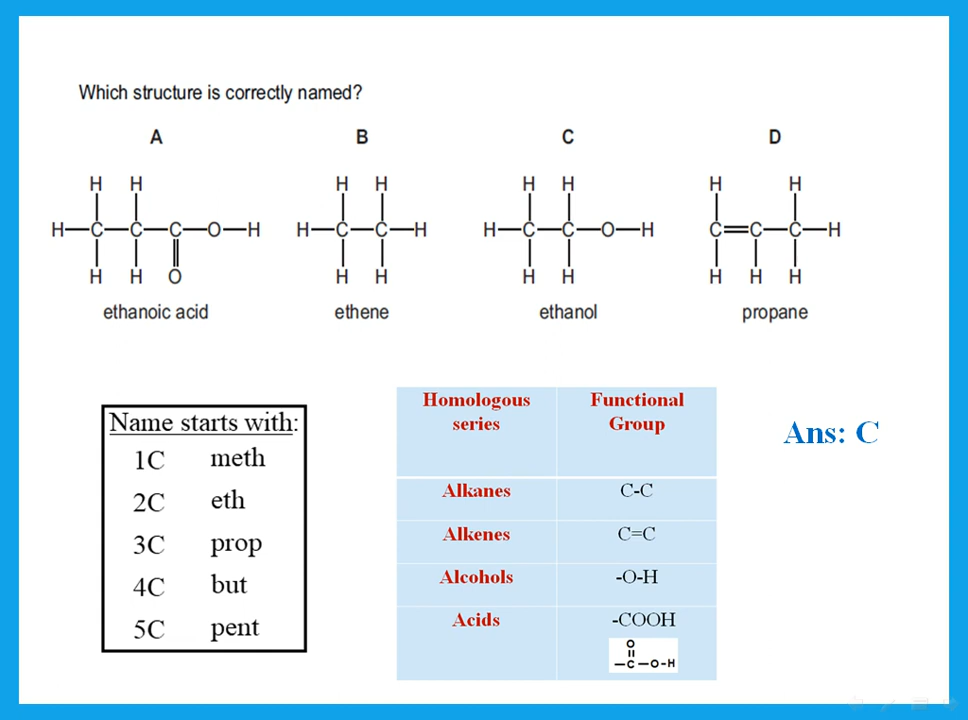 Which structure is correctly named?
A B C D
H H H H H H H H
H—C—C—C—O—H H—C—C—H H—C—C—O—H C=C—C—H
H H O H H H H H H H
ethanoic acid ethene ethanol propane
Name starts with:
1C meth
2C eth
3C prop
4C but
5C pent
Homologous series Functional Group
Alkanes C-C
Alkenes C=C
Alcohols -O-H
Acids -COOH
O
—C—O-H
Ans: C